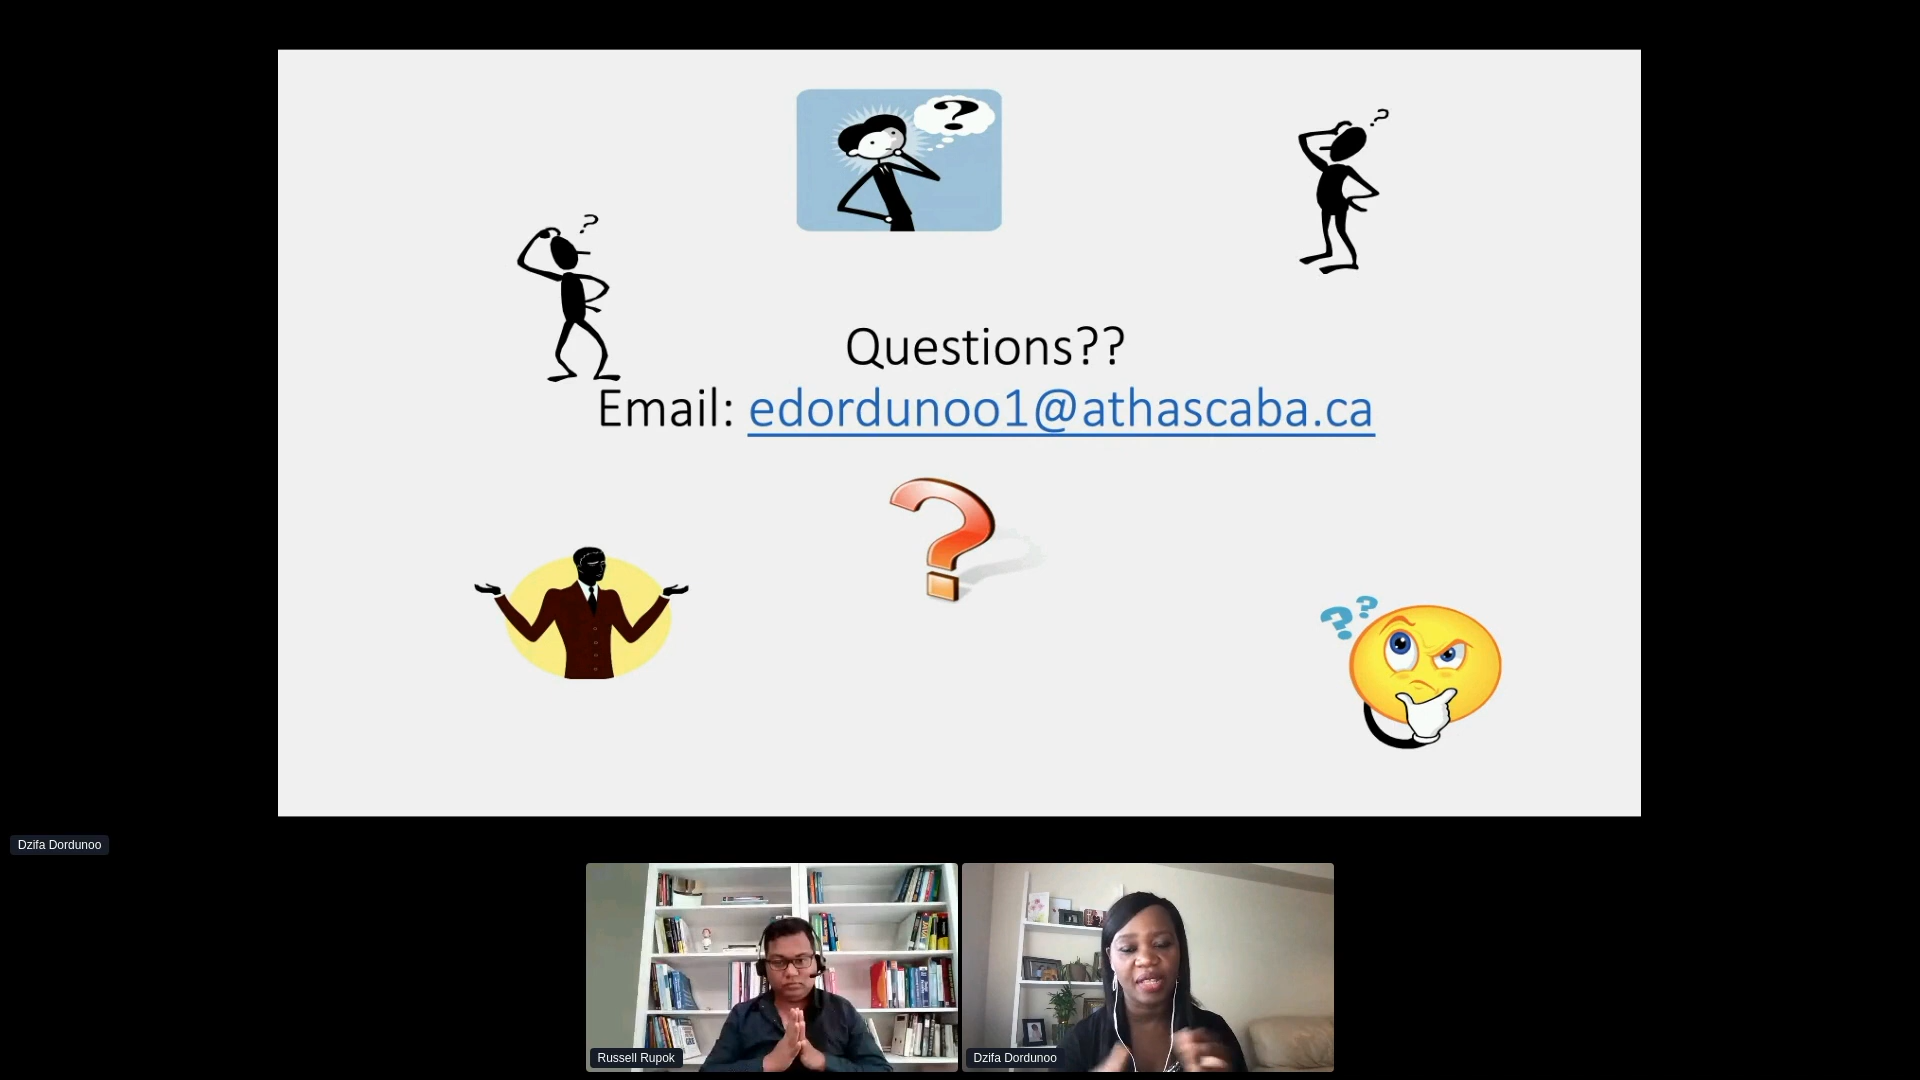 Questions??
Email: edordunoo1@athascaba.ca
Dzifa Dordunoo
Russell Rupok
Dzifa Dordunoo